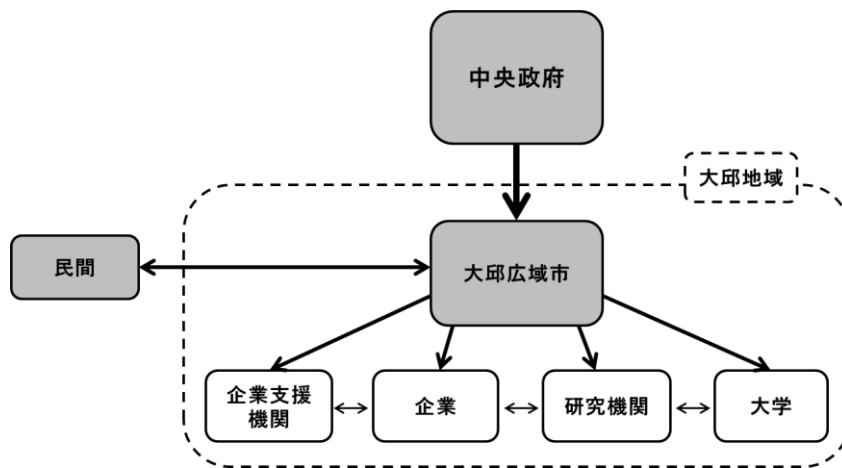 中央政府
大邱地域
民間
大邱広域市
企業支援
機関
企業
研究機関
大学